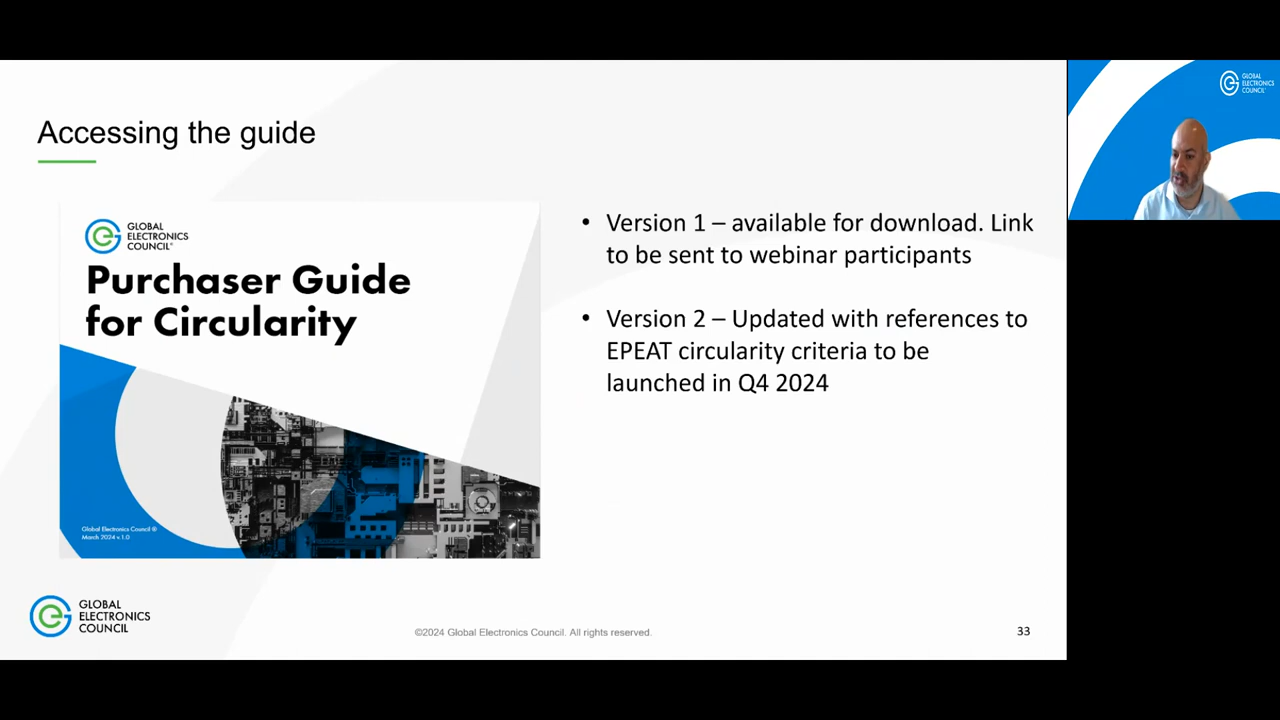 Accessing the guide
GLOBAL
ELECTRONICS
COUNCIL®
Purchaser Guide
for Circularity
Global Electronics Council ®
March 2024 v.1.0
• Version 1 – available for download. Link
to be sent to webinar participants
• Version 2 – Updated with references to
EPEAT circularity criteria to be
launched in Q4 2024
GLOBAL
ELECTRONICS
COUNCIL
©2024 Global Electronics Council. All rights reserved.
33
GLOBAL
ELECTRONICS
COUNCIL